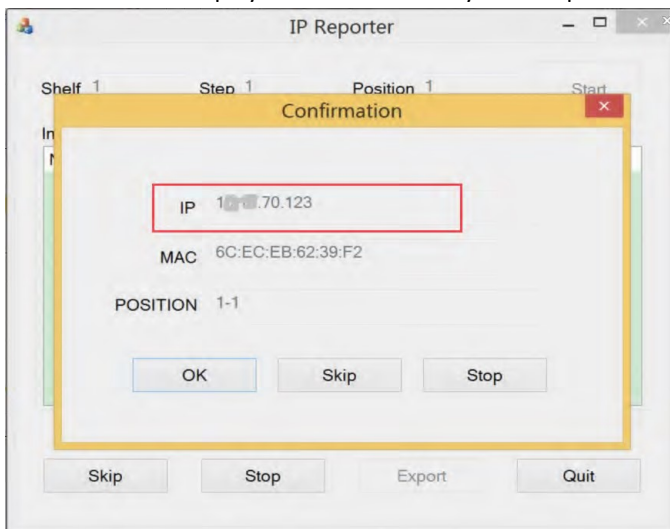 IP Reporter
Shelf 1 Step 1 Position 1 Start
Confirmation
IP .70.123
MAC 6C:EC:EB:62:39:F2
POSITION 1-1
OK Skip Stop
Skip Stop Export Quit